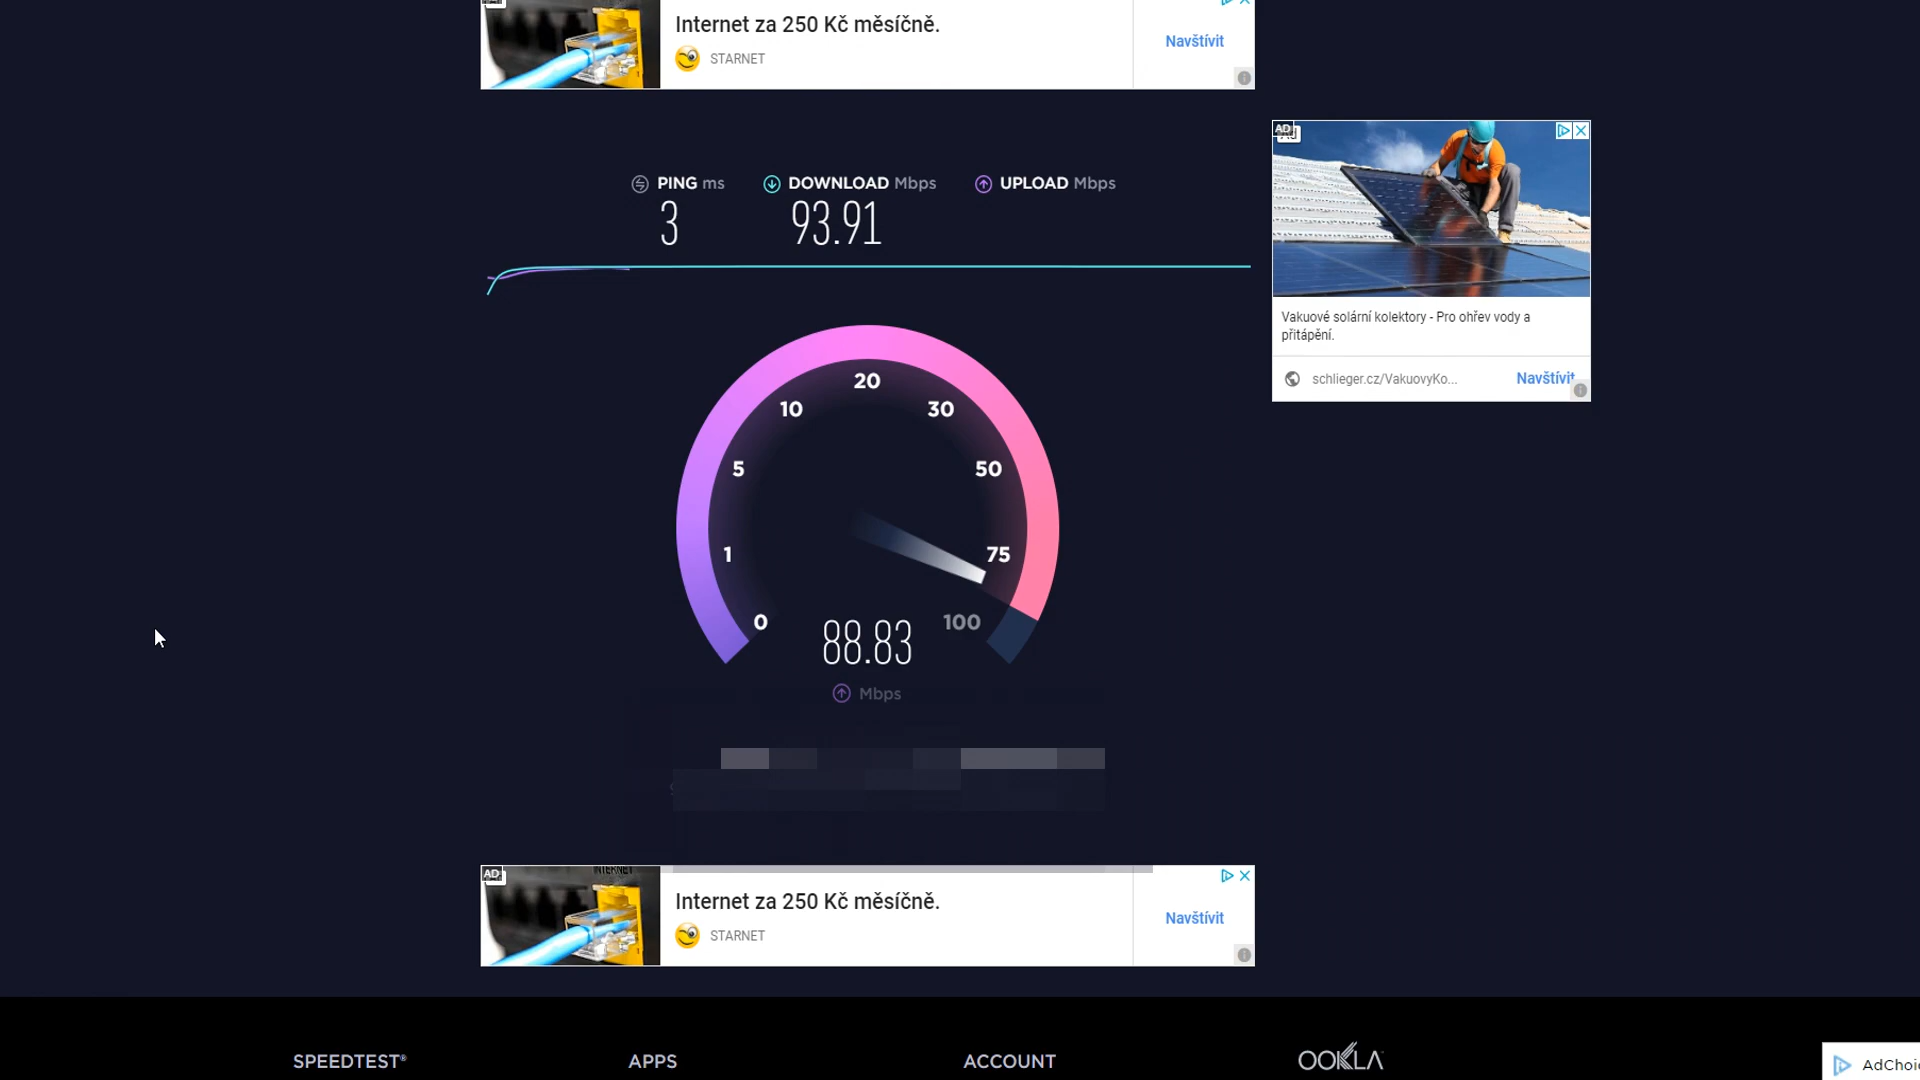 Internet za 250 Kč měsíčně.
STARNET
Navštívit
PING ms
DOWNLOAD Mbps
UPLOAD Mbps
3
93.91
AD
Vakuové solární kolektory - Pro ohřev vody a
přitápění.
schlieger.cz/VakuovyKo...
Navštívit
0
1
5
10
20
30
50
75
100
88.83
Mbps
AD
INTERNET
Internet za 250 Kč měsíčně.
STARNET
Navštívit
SPEEDTEST®
APPS
ACCOUNT
OOKLA
AdChoi